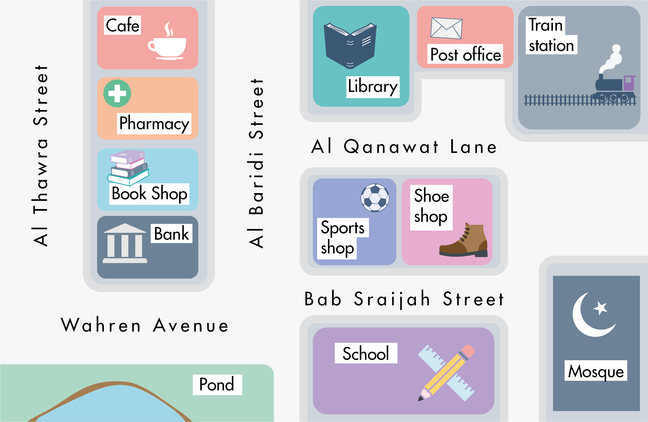 Cafe
Pharmacy
Book Shop
Bank
Al Thawra Street
Al Baridi Street
Library
Post office
Train
station
Al Qanawat Lane
Sports
shop
Shoe
shop
Bab Sraijah Street
Wahren Avenue
Pond
School
Mosque